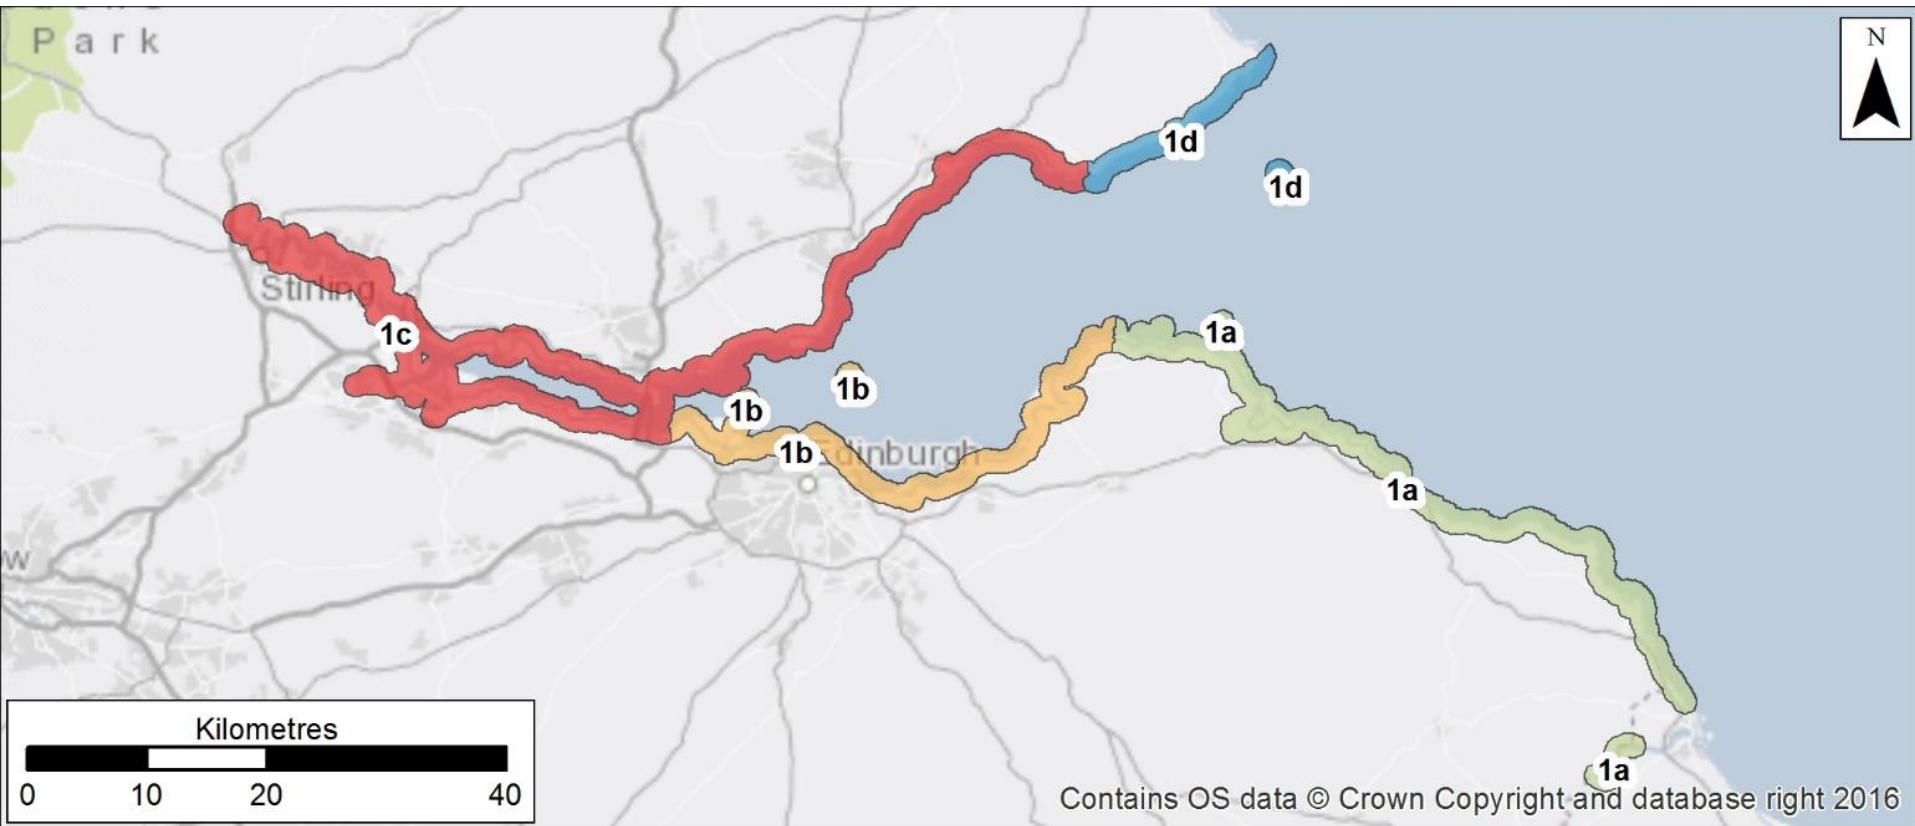 Park
N
1d
1d
Stirling
1c
1a
1b
1b
1b
Edinburgh
1a
w
Kilometres
0 10 20 40
1a
Contains OS data © Crown Copyright and database right 2016